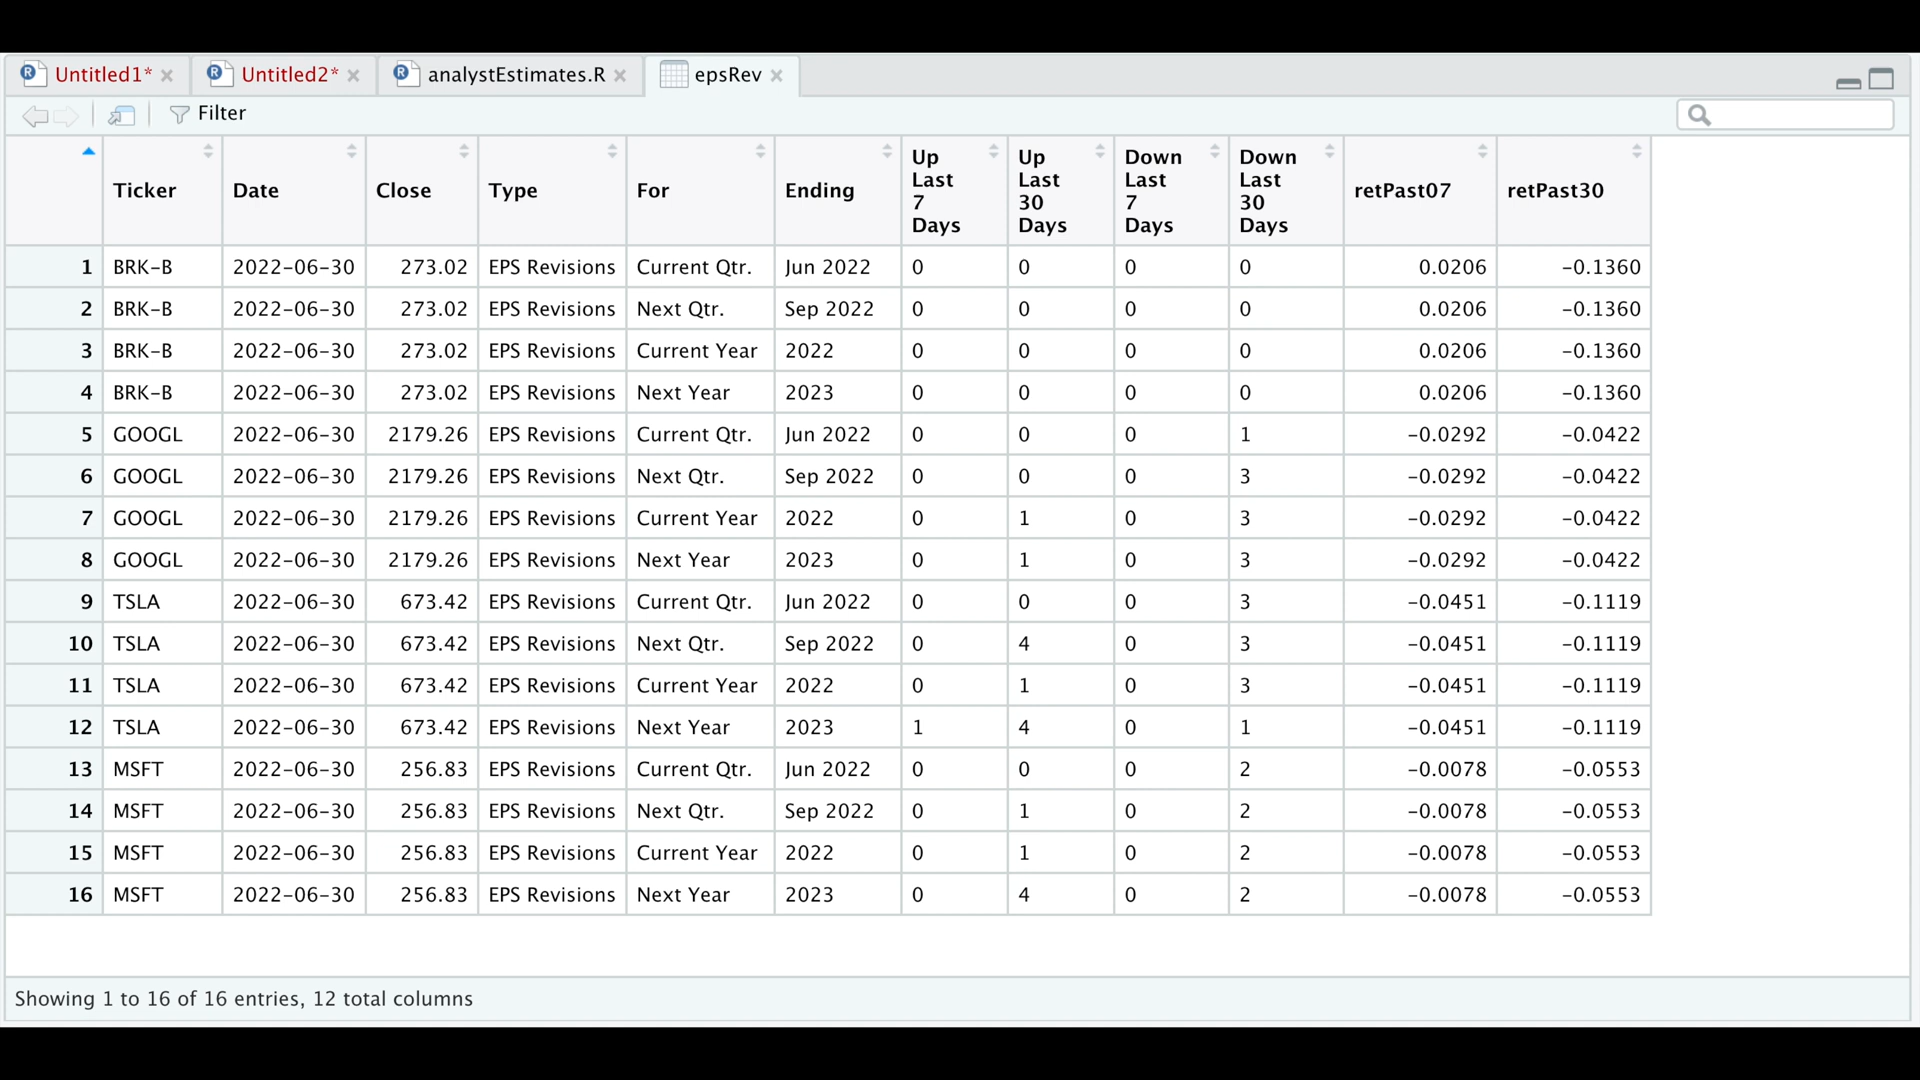 Untitled1* Untitled2* analystEstimates.R epsRev
Filter
Ticker Date Close Type For Ending Up Last 7 Days Up Last 30 Days Down Last 7 Days Down Last 30 Days retPast07 retPast30
1 BRK-B 2022-06-30 273.02 EPS Revisions Current Qtr. Jun 2022 0 0 0 0 0.0206 -0.1360
2 BRK-B 2022-06-30 273.02 EPS Revisions Next Qtr. Sep 2022 0 0 0 0 0.0206 -0.1360
3 BRK-B 2022-06-30 273.02 EPS Revisions Current Year 2022 0 0 0 0 0.0206 -0.1360
4 BRK-B 2022-06-30 273.02 EPS Revisions Next Year 2023 0 0 0 0 0.0206 -0.1360
5 GOOGL 2022-06-30 2179.26 EPS Revisions Current Qtr. Jun 2022 0 0 0 1 -0.0292 -0.0422
6 GOOGL 2022-06-30 2179.26 EPS Revisions Next Qtr. Sep 2022 0 0 0 3 -0.0292 -0.0422
7 GOOGL 2022-06-30 2179.26 EPS Revisions Current Year 2022 0 1 0 3 -0.0292 -0.0422
8 GOOGL 2022-06-30 2179.26 EPS Revisions Next Year 2023 0 1 0 3 -0.0292 -0.0422
9 TSLA 2022-06-30 673.42 EPS Revisions Current Qtr. Jun 2022 0 0 0 3 -0.0451 -0.1119
10 TSLA 2022-06-30 673.42 EPS Revisions Next Qtr. Sep 2022 0 4 0 3 -0.0451 -0.1119
11 TSLA 2022-06-30 673.42 EPS Revisions Current Year 2022 0 1 0 3 -0.0451 -0.1119
12 TSLA 2022-06-30 673.42 EPS Revisions Next Year 2023 1 4 0 1 -0.0451 -0.1119
13 MSFT 2022-06-30 256.83 EPS Revisions Current Qtr. Jun 2022 0 0 0 2 -0.0078 -0.0553
14 MSFT 2022-06-30 256.83 EPS Revisions Next Qtr. Sep 2022 0 1 0 2 -0.0078 -0.0553
15 MSFT 2022-06-30 256.83 EPS Revisions Current Year 2022 0 1 0 2 -0.0078 -0.0553
16 MSFT 2022-06-30 256.83 EPS Revisions Next Year 2023 0 4 0 2 -0.0078 -0.0553
Showing 1 to 16 of 16 entries, 12 total columns